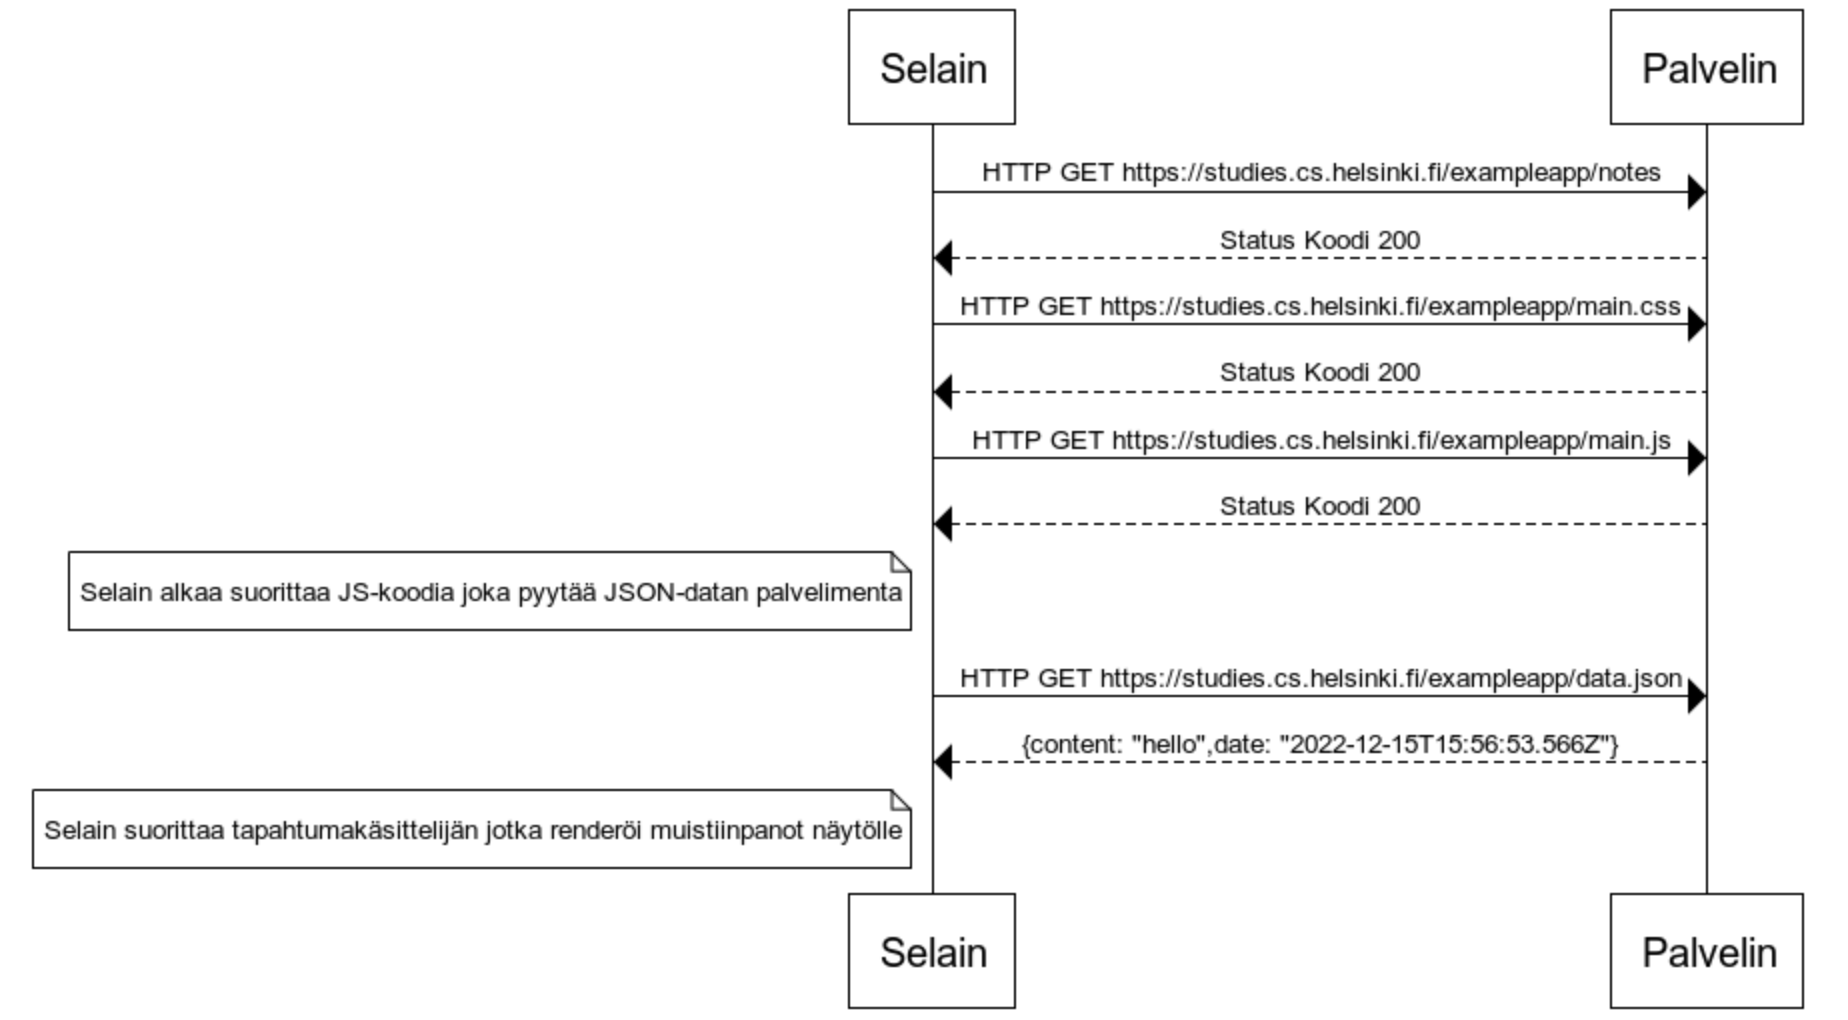 Selain
Palvelin
HTTP GET https://studies.cs.helsinki.fi/exampleapp/notes
Status Koodi 200
HTTP GET https://studies.cs.helsinki.fi/exampleapp/main.css
Status Koodi 200
HTTP GET https://studies.cs.helsinki.fi/exampleapp/main.js
Status Koodi 200
Selain alkaa suorittaa JS-koodia joka pyytää JSON-datan palvelimenta
HTTP GET https://studies.cs.helsinki.fi/exampleapp/data.json
{content: "hello",date: "2022-12-15T15:56:53.566Z"}
Selain suorittaa tapahtumakäsittelijän jotka renderöi muistiinpanot näytölle
Selain
Palvelin